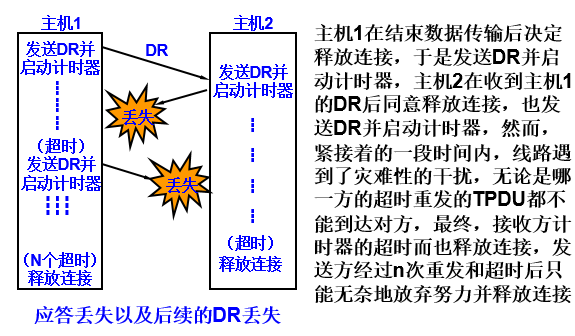 主机1
主机2
发送DR并
启动计时器
DR
发送DR并
启动计时器
丢失
(超时)
发送DR并
启动计时器
丢失
(N个超时)
释放连接
(超时)
释放连接
应答丢失以及后续的DR丢失
主机1在结束数据传输后决定
释放连接，于是发送DR并启
动计时器，主机2在收到主机1
的DR后同意释放连接，也发
送DR并启动计时器，然而，
紧接着的一段时间内，线路遇
到了灾难性的干扰，无论是哪
一方的超时重发的TPDU都不
能到达对方，最终，接收方计
时器的超时而也释放连接，发
送方经过n次重发和超时后只
能无奈地放弃努力并释放连接